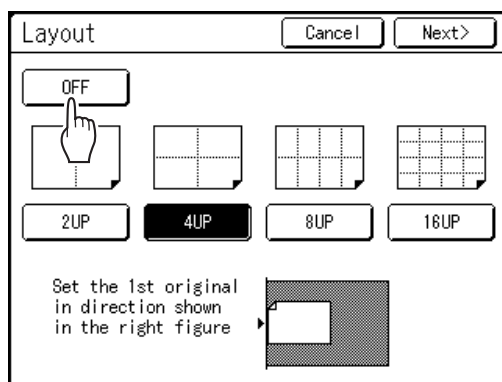 Layout Cancel Next>
OFF
2UP 4UP 8UP 16UP
Set the 1st original
in direction shown
in the right figure